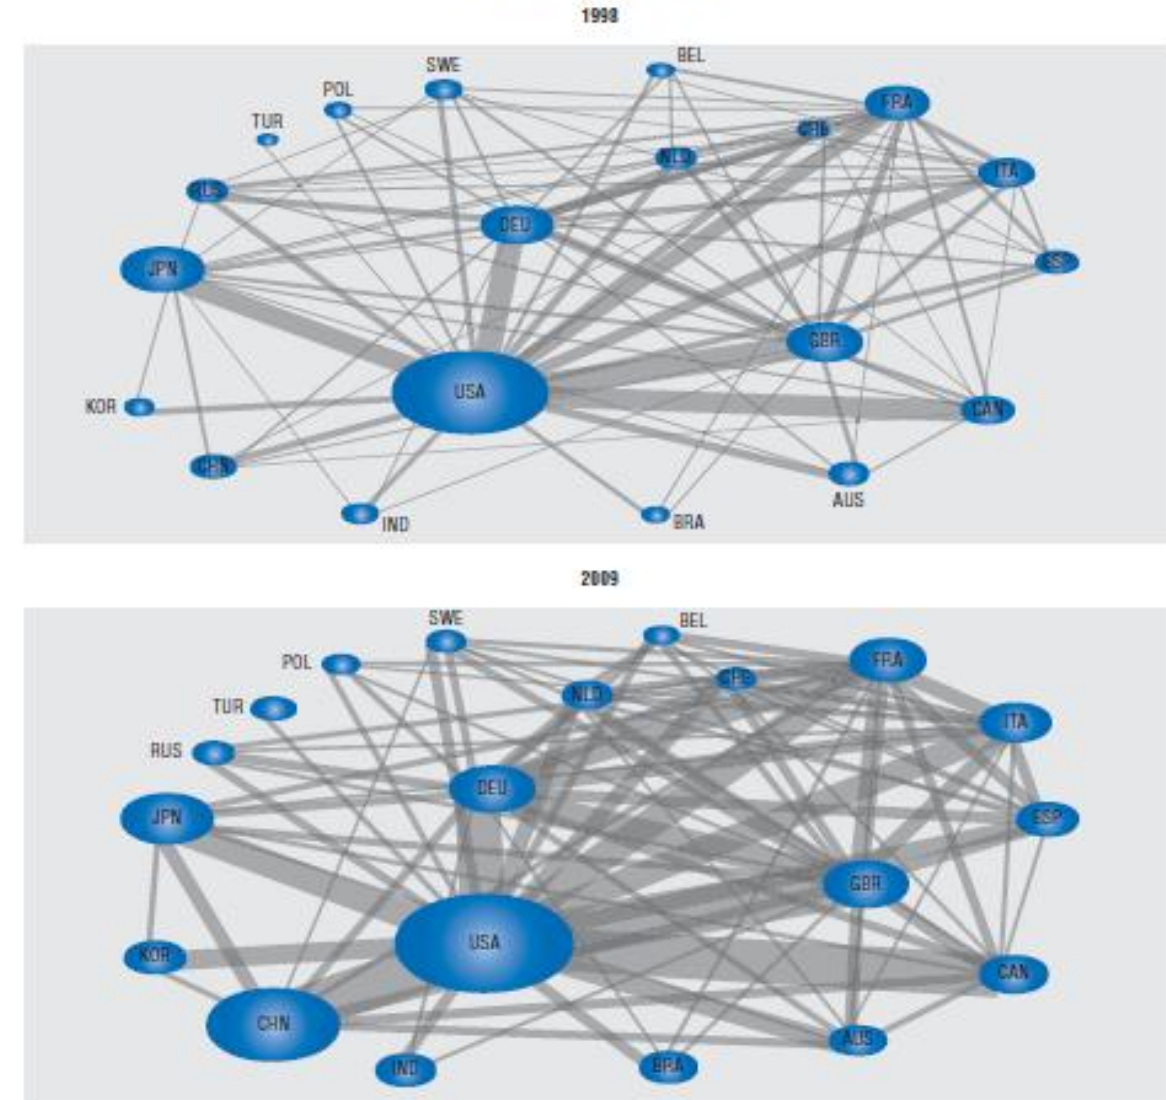 1998
BEL
SWE
POL
FRA
TUR
CHE
NLD
ITA
RUS
DEU
ESP
JPN
GBR
USA
KOR
CAN
CHN
AUS
IND
BRA
2009
SWE
BEL
POL
FRA
CHE
NLD
TUR
ITA
RUS
DEU
JPN
ESP
GBR
USA
KOR
CAN
CHN
AUS
IND
BRA